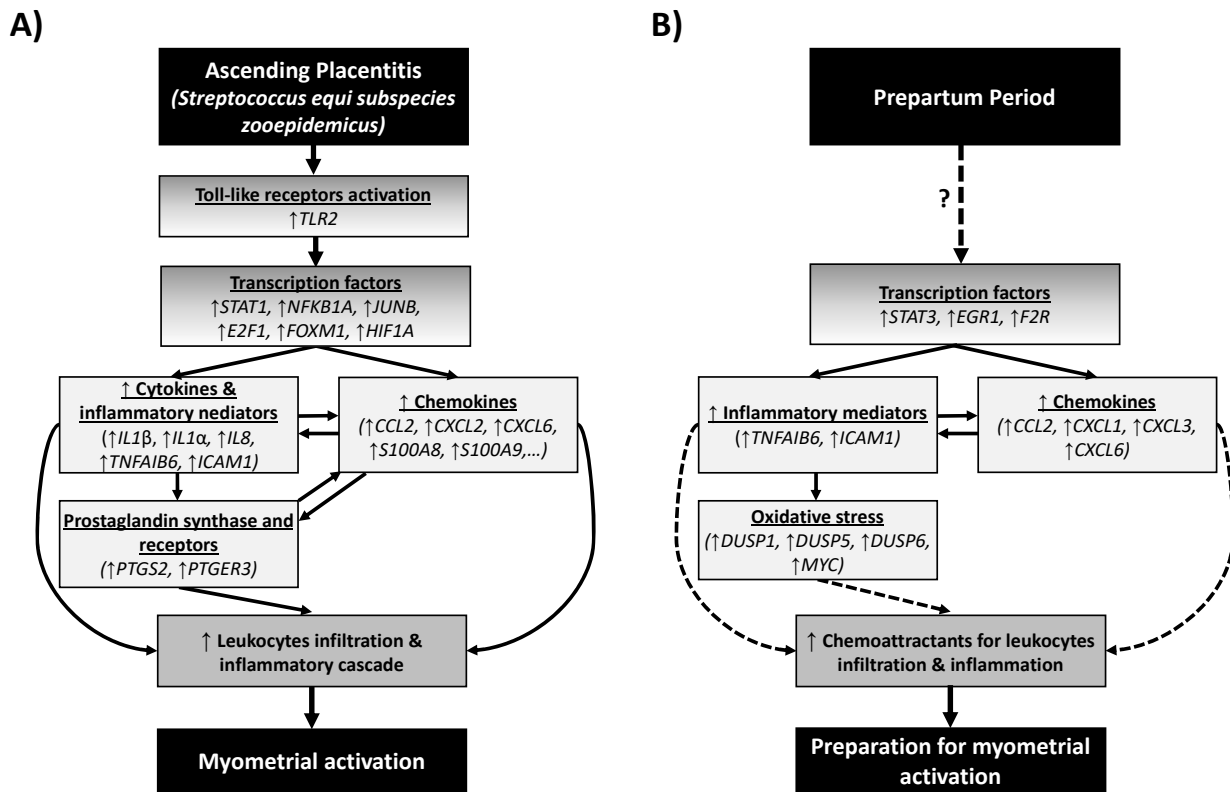 A)
Ascending Placentitis
(Streptococcus equi subspecies
zooepidemicus)
Toll-like receptors activation
↑TLR2
Transcription factors
↑STAT1, ↑NFKB1A, ↑JUNB,
↑E2F1, ↑FOXM1, ↑HIF1A
↑ Cytokines &
inflammatory nediators
(↑IL1β, ↑IL1α, ↑IL8,
↑TNFAIB6, ↑ICAM1)
↑ Chemokines
(↑CCL2, ↑CXCL2, ↑CXCL6,
↑S100A8, ↑S100A9,...)
Prostaglandin synthase and
receptors
(↑PTGS2, ↑PTGER3)
↑ Leukocytes infiltration &
inflammatory cascade
Myometrial activation
B)
Prepartum Period
?
Transcription factors
↑STAT3, ↑EGR1, ↑F2R
↑ Inflammatory mediators
(↑TNFAIB6, ↑ICAM1)
↑ Chemokines
(↑CCL2, ↑CXCL1, ↑CXCL3,
↑CXCL6)
Oxidative stress
(↑DUSP1, ↑DUSP5, ↑DUSP6,
↑MYC)
↑ Chemoattractants for leukocytes
infiltration & inflammation
Preparation for myometrial
activation